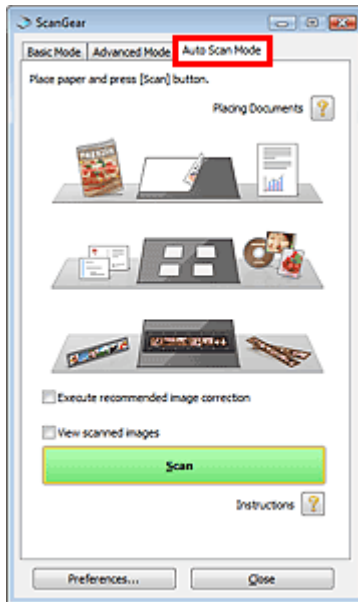 ScanGear
Basic Mode Advanced Mode Auto Scan Mode
Place paper and press [Scan] button.
Placing Documents ?
Execute recommended image correction
View scanned images
Scan
Instructions ?
Preferences... Close